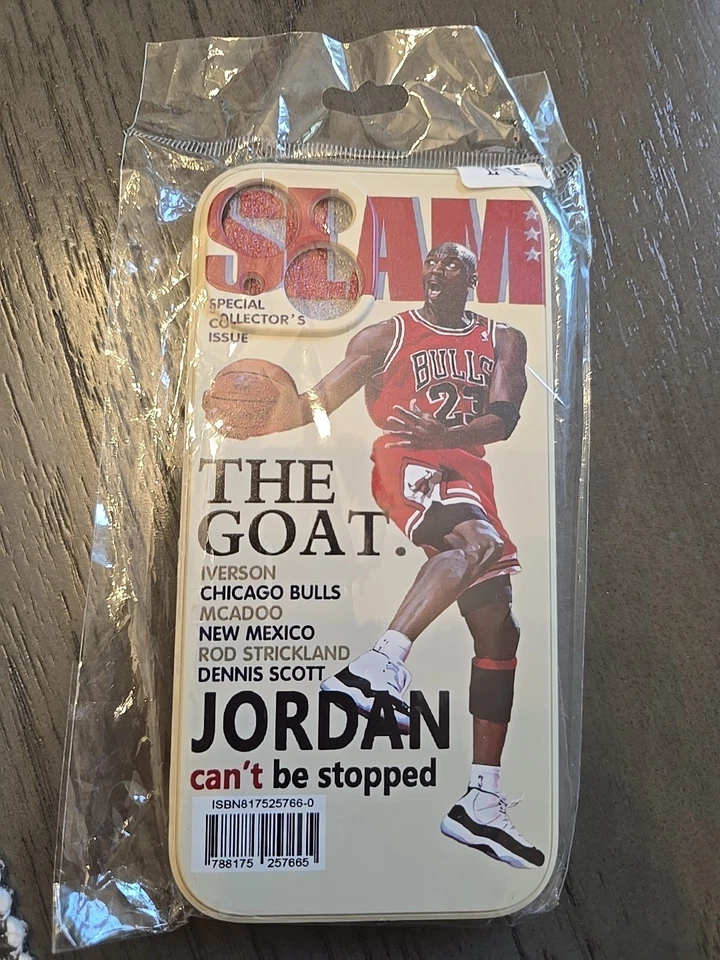 SLAM
SPECIAL
COLLECTOR'S
ISSUE
BULLS
23
THE
GOAT.
IVERSON
CHICAGO BULLS
MCADOO
NEW MEXICO
ROD STRICKLAND
DENNIS SCOTT
JORDAN
can't be stopped
ISBN817525766-0
788175 257665